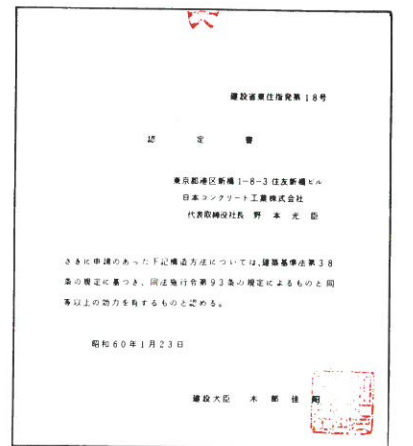 建設省東住指発第18号
認定書
東京都港区新橋1-8-3住友新橋ビル
日本コンクリート工業株式会社
代表取締役社長 野本光臣
さきに申請のあった下記構造方法については,建築基準法第38
条の規定に基づき、同法施行令第93条の規定によるものと同
等以上の効力を有するものと認める。
昭和60年1月23日
建設大臣 木部佳昭